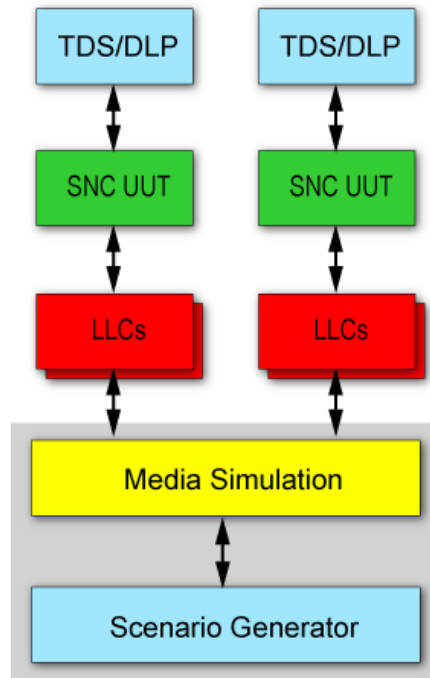 TDS/DLP
TDS/DLP
SNC UUT
SNC UUT
LLCs
LLCs
Media Simulation
Scenario Generator